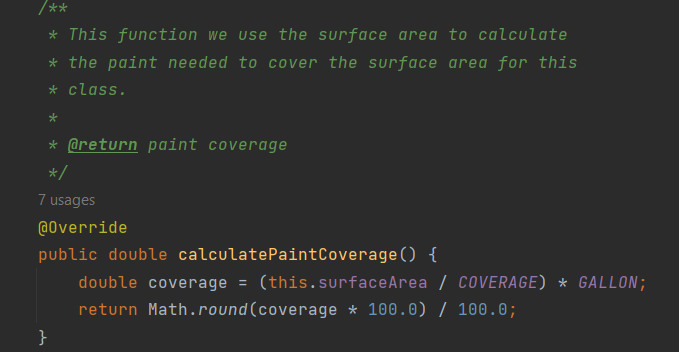 /**
 * This function we use the surface area to calculate
 * the paint needed to cover the surface area for this
 * class.
 *
 * @return paint coverage
 */
7 usages
@Override
public double calculatePaintCoverage() {
    double coverage = (this.surfaceArea / COVERAGE) * GALLON;
    return Math.round(coverage * 100.0) / 100.0;
}